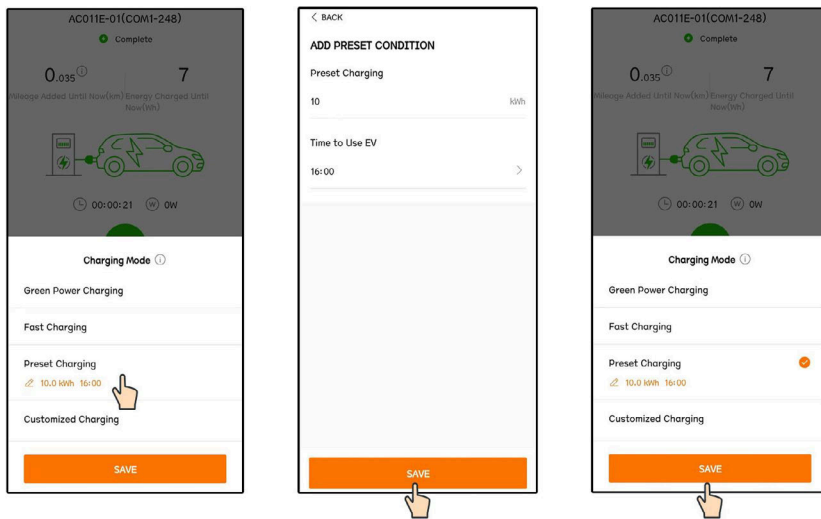 AC011E-01(COM1-248)
Complete
0.035
7
Mileage Added Until Now(km)
Energy Charged Until Now(Wh)
00:00:21
W 0W
Charging Mode
Green Power Charging
Fast Charging
Preset Charging
10.0 kWh 16:00
Customized Charging
SAVE
< BACK
ADD PRESET CONDITION
Preset Charging
10 kWh
Time to Use EV
16:00 >
SAVE
AC011E-01(COM1-248)
Complete
0.035
7
Mileage Added Until Now(km)
Energy Charged Until Now(Wh)
00:00:21
W 0W
Charging Mode
Green Power Charging
Fast Charging
Preset Charging
10.0 kWh 16:00
Customized Charging
SAVE